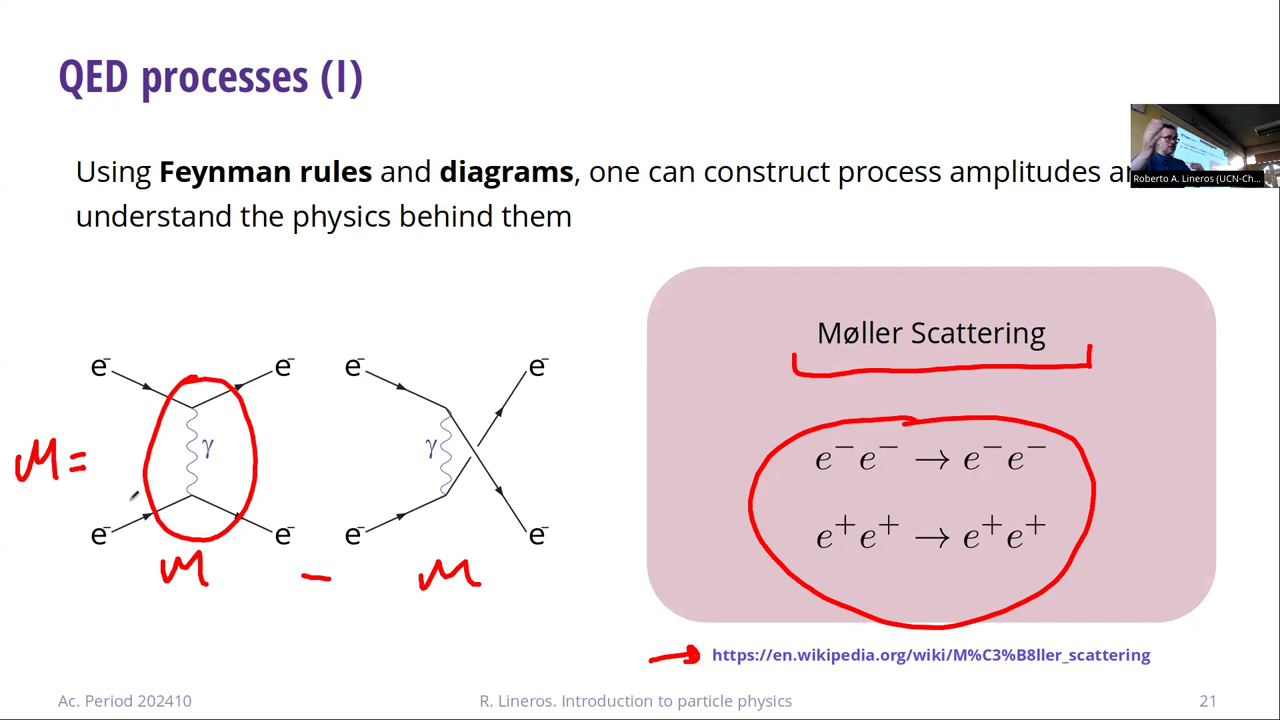 QED processes (I)
Roberto A. Lineros (UCN-Ch...
Using Feynman rules and diagrams, one can construct process amplitudes
understand the physics behind them
Møller Scattering
e⁻ e⁻ e⁻ e⁻
γ γ
M =
e⁻e⁻ → e⁻e⁻
e⁻ e⁻ e⁻ e⁻
e⁺e⁺ → e⁺e⁺
M - M
https://en.wikipedia.org/wiki/M%C3%B8ller_scattering
Ac. Period 202410 R. Lineros. Introduction to particle physics 21